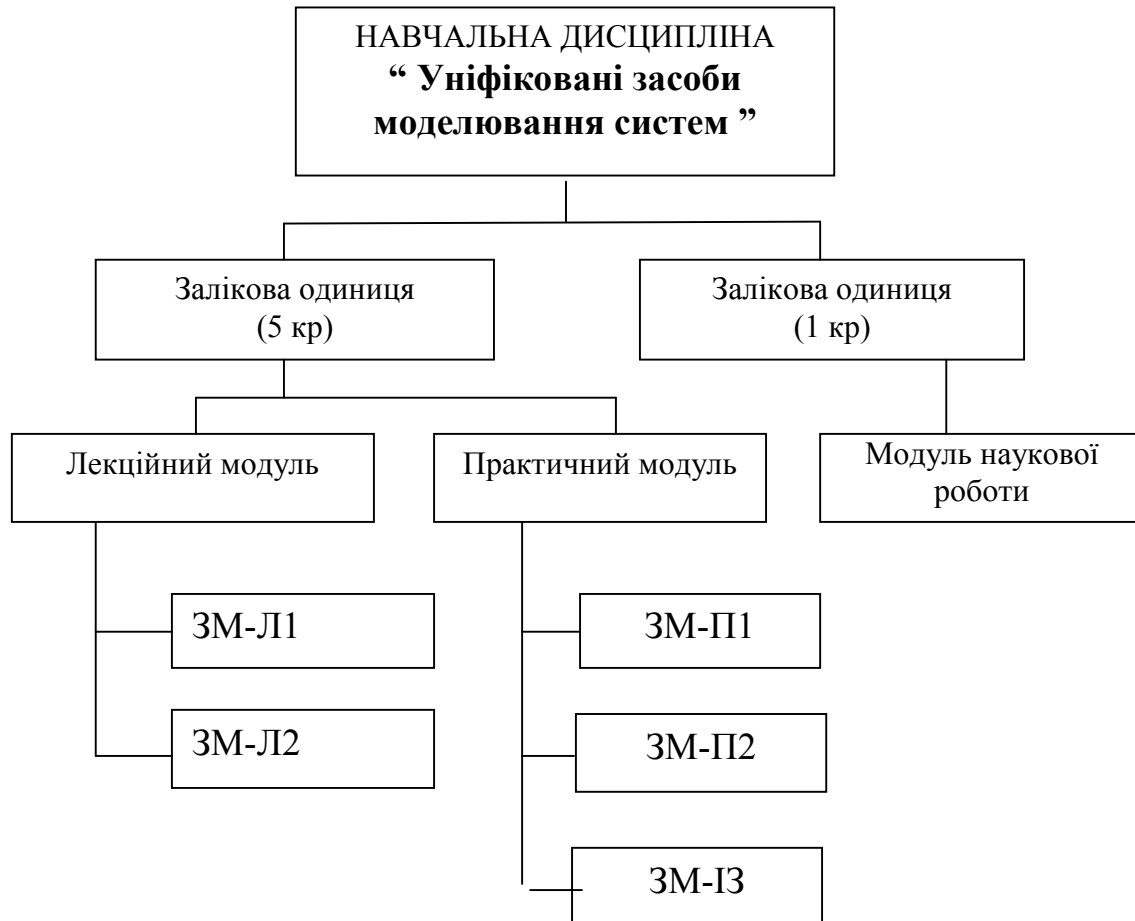 НАВЧАЛЬНА ДИСЦИПЛІНА
“ Уніфіковані засоби
моделювання систем ”
Залікова одиниця
(5 кр)
Залікова одиниця
(1 кр)
Лекційний модуль
Практичний модуль
Модуль наукової
роботи
ЗМ-Л1
ЗМ-П1
ЗМ-Л2
ЗМ-П2
ЗМ-ІЗ